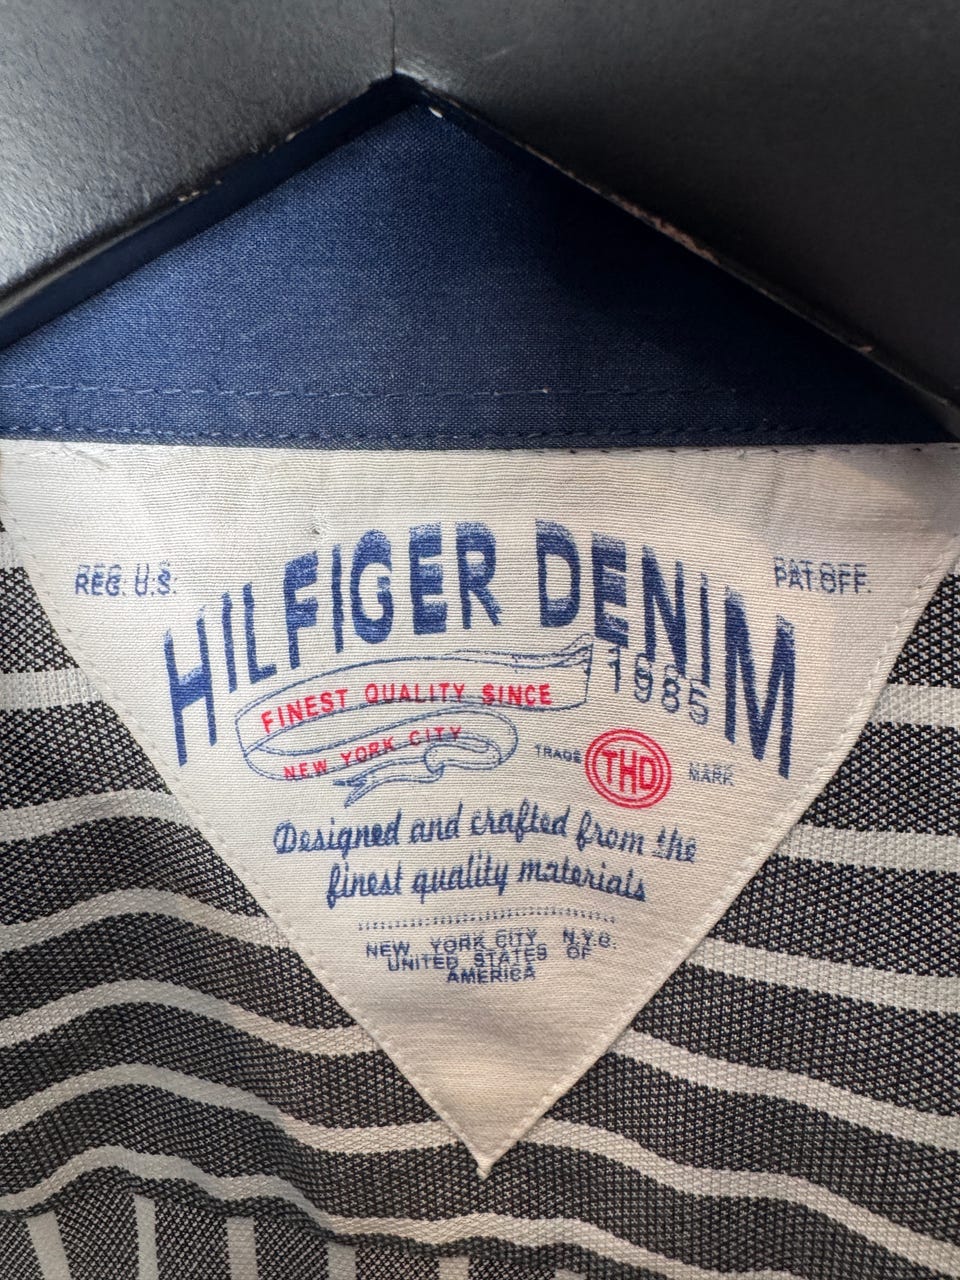 REG. U.S.
PAT.OFF.
HILFIGER DENIM
1985
FINEST QUALITY SINCE
NEW YORK CITY
TRADE THD MARK
Designed and crafted from the
finest quality materials
NEW YORK CITY N.Y.C.
UNITED STATES OF
AMERICA